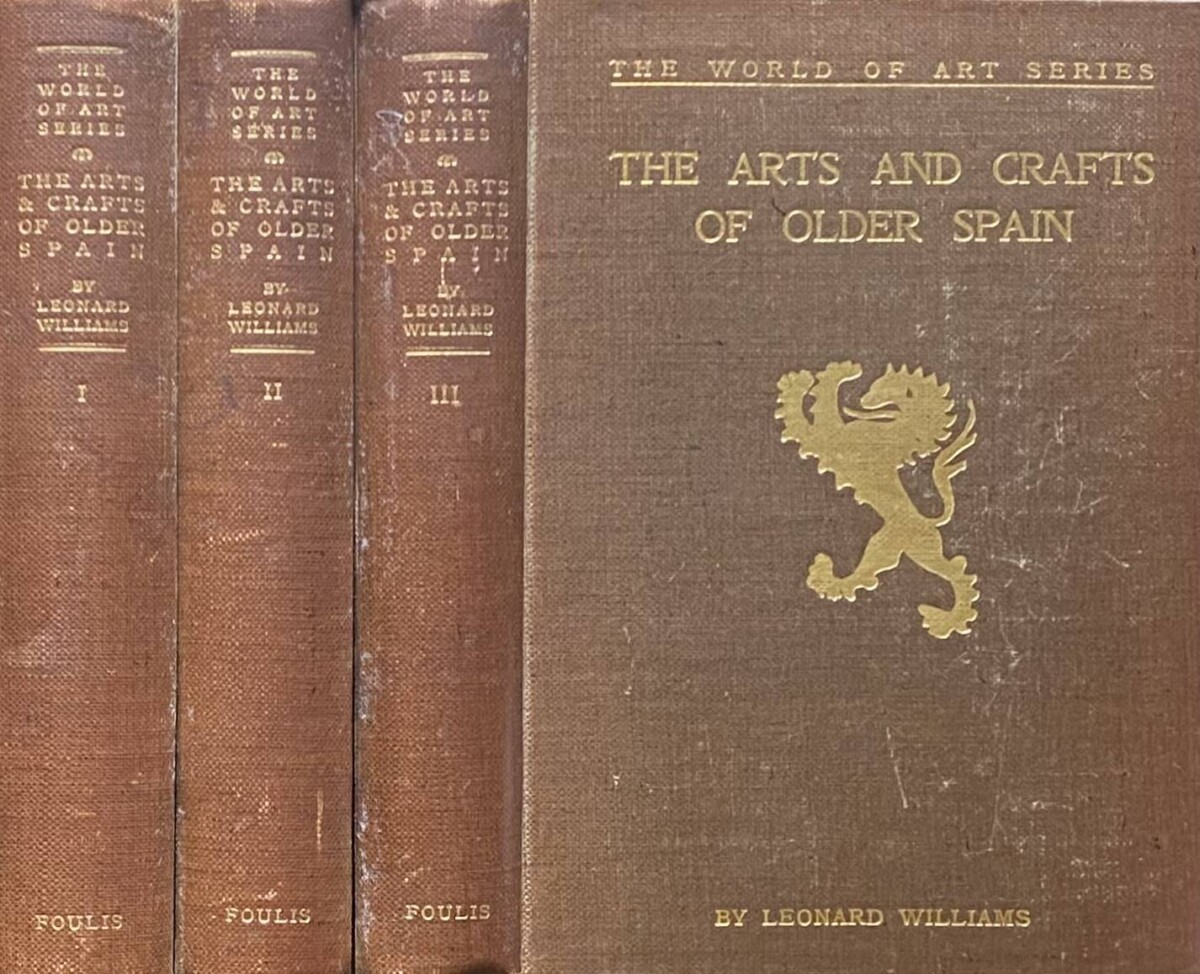 THE
WORLD
OF ART
SERIES
THE ARTS
& CRAFTS
OF OLDER
SPAIN
BY
LEONARD
WILLIAMS
I
FOULIS
THE
WORLD
OF ART
SERIES
THE ARTS
& CRAFTS
OF OLDER
SPAIN
BY
LEONARD
WILLIAMS
II
FOULIS
THE
WORLD
OF ART
SERIES
THE ARTS
& CRAFTS
OF OLDER
SPAIN
BY
LEONARD
WILLIAMS
III
FOULIS
THE WORLD OF ART SERIES
THE ARTS AND CRAFTS
OF OLDER SPAIN
BY LEONARD WILLIAMS